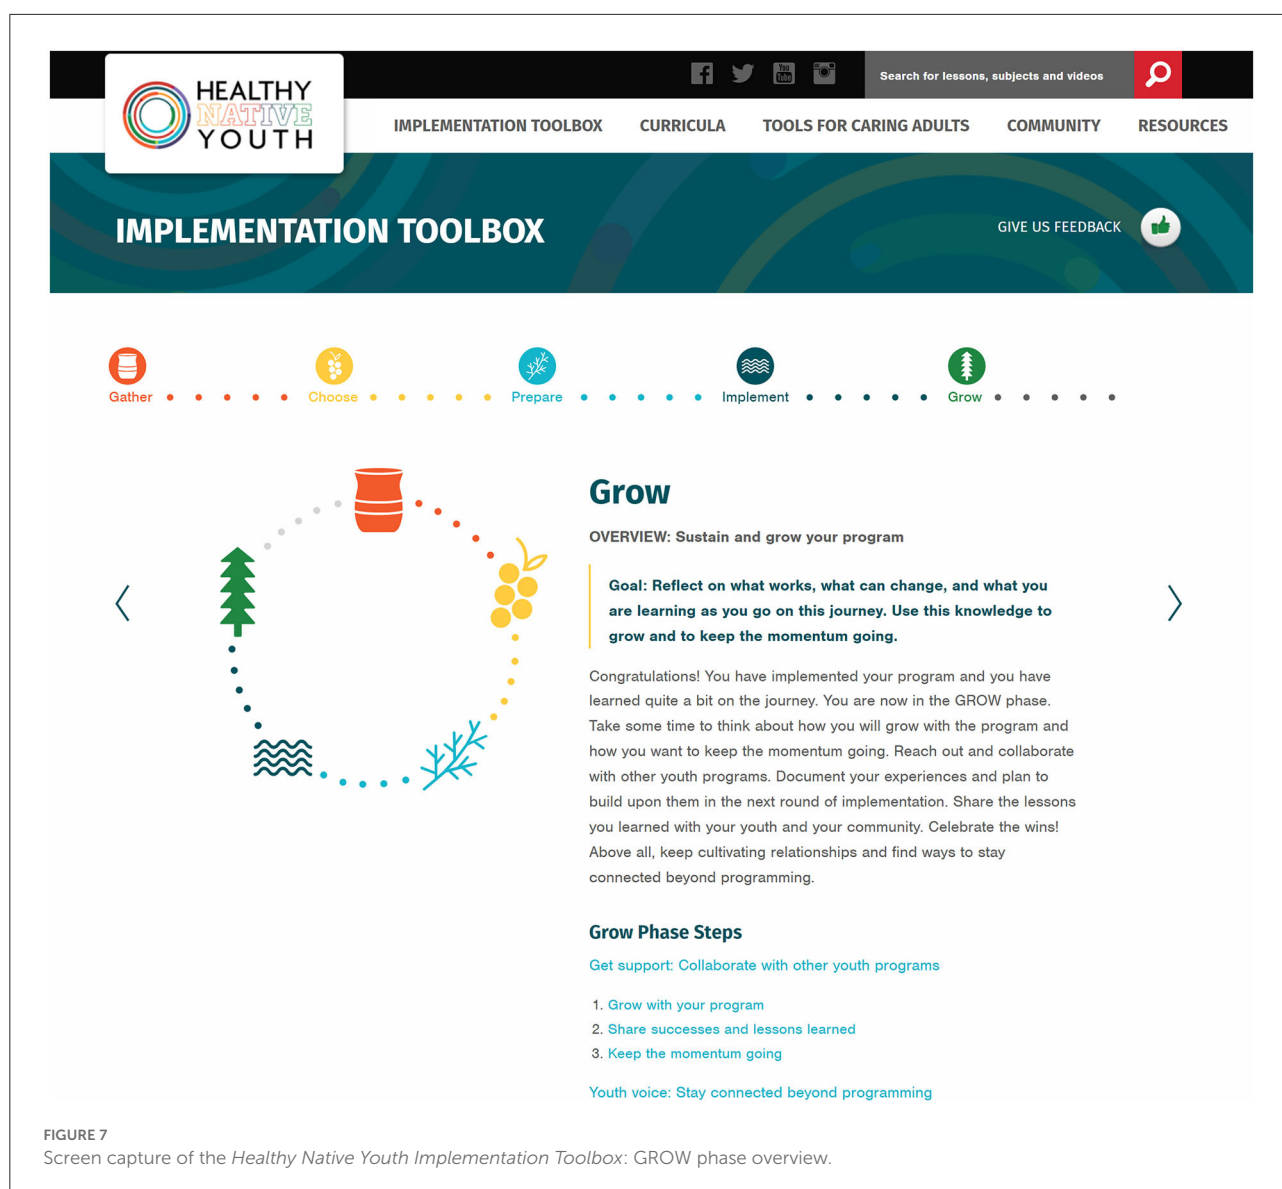 HEALTHY
NATIVE
YOUTH
You
Tube
Search for lessons, subjects and videos
IMPLEMENTATION TOOLBOX CURRICULA TOOLS FOR CARING ADULTS COMMUNITY RESOURCES
IMPLEMENTATION TOOLBOX
GIVE US FEEDBACK
Gather Choose Prepare Implement Grow
Grow
OVERVIEW: Sustain and grow your program
Goal: Reflect on what works, what can change, and what you
are learning as you go on this journey. Use this knowledge to
grow and to keep the momentum going.
Congratulations! You have implemented your program and you have
learned quite a bit on the journey. You are now in the GROW phase.
Take some time to think about how you will grow with the program and
how you want to keep the momentum going. Reach out and collaborate
with other youth programs. Document your experiences and plan to
build upon them in the next round of implementation. Share the lessons
you learned with your youth and your community. Celebrate the wins!
Above all, keep cultivating relationships and find ways to stay
connected beyond programming.
Grow Phase Steps
Get support: Collaborate with other youth programs
1. Grow with your program
2. Share successes and lessons learned
3. Keep the momentum going
Youth voice: Stay connected beyond programming
FIGURE 7
Screen capture of the Healthy Native Youth Implementation Toolbox: GROW phase overview.